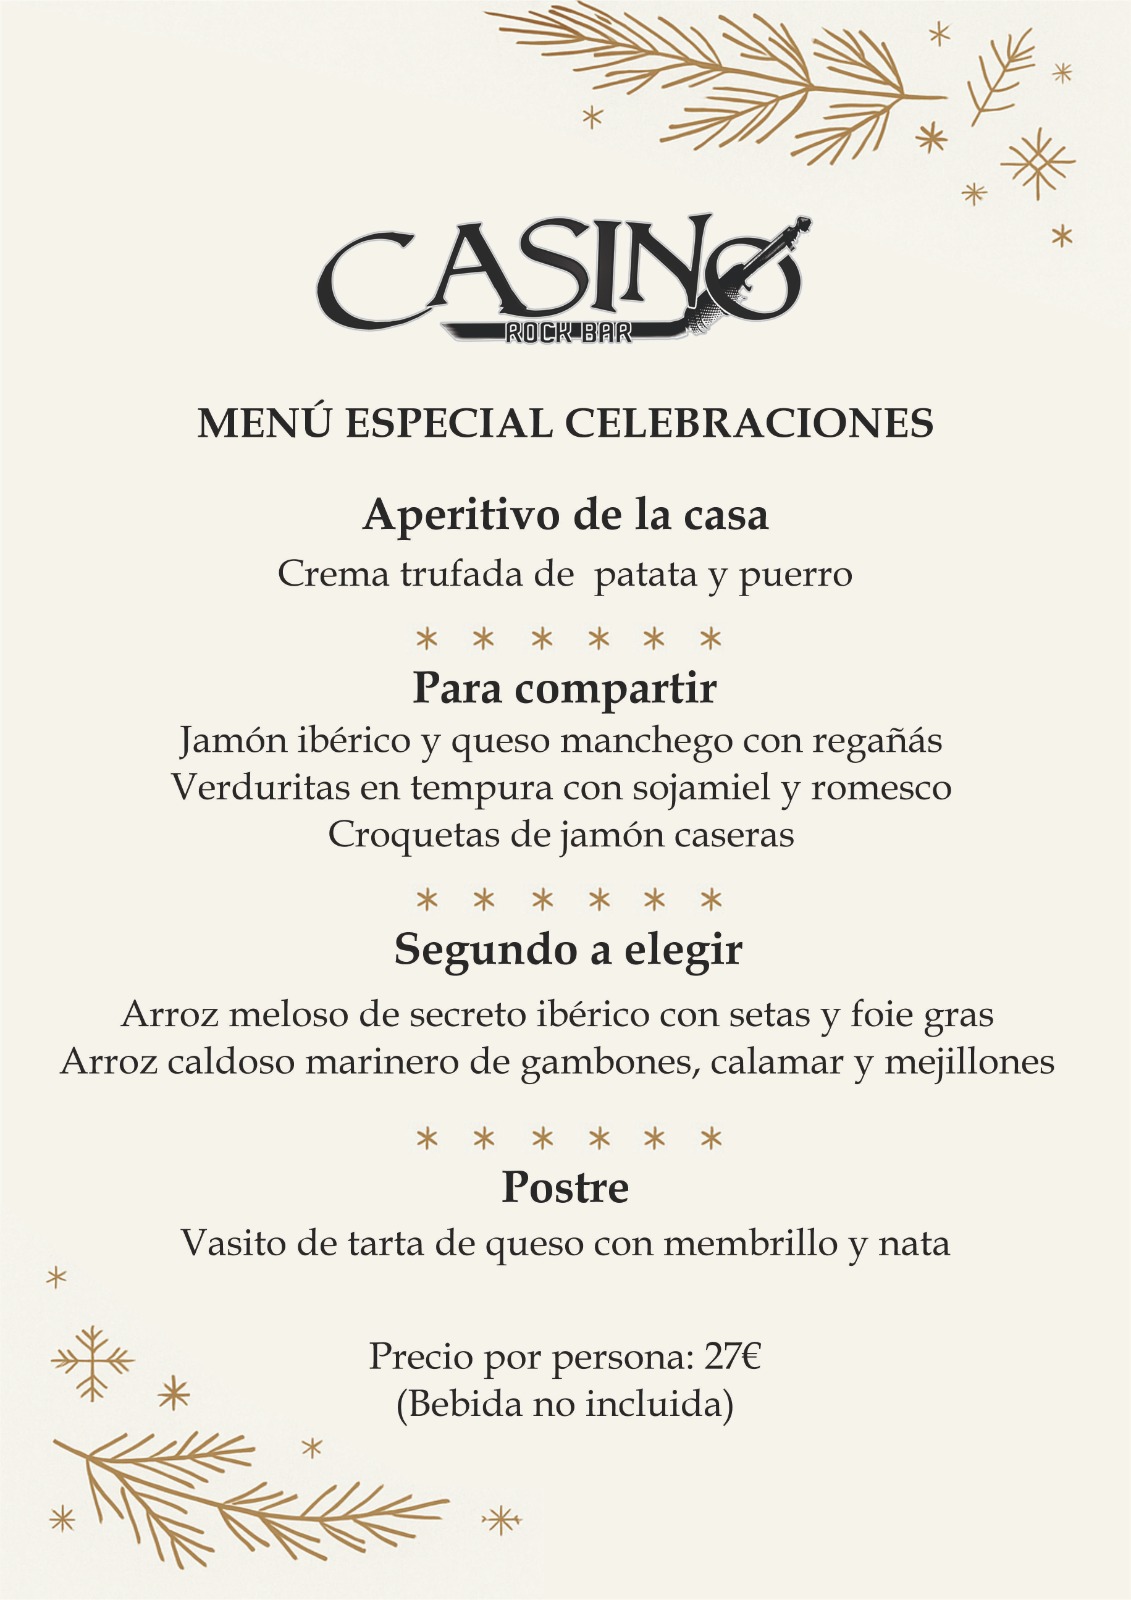 CASINO
ROCK BAR
MENÚ ESPECIAL CELEBRACIONES
Aperitivo de la casa
Crema trufada de patata y puerro
* * * * * *
Para compartir
Jamón ibérico y queso manchego con regañás
Verduritas en tempura con sojamiel y romesco
Croquetas de jamón caseras
* * * * * *
Segundo a elegir
Arroz meloso de secreto ibérico con setas y foie gras
Arroz caldoso marinero de gambones, calamar y mejillones
* * * * * *
Postre
Vasito de tarta de queso con membrillo y nata
Precio por persona: 27€
(Bebida no incluida)